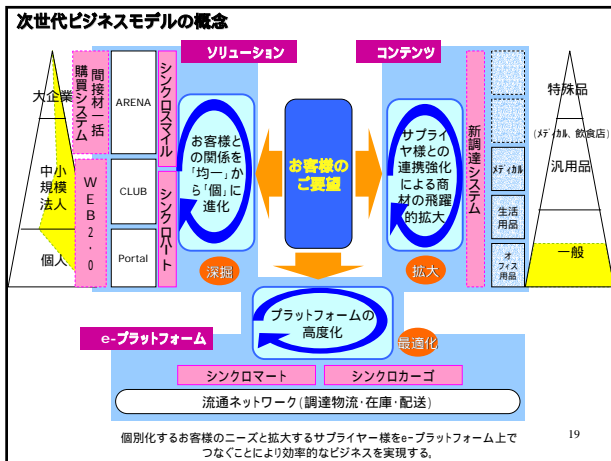 次世代ビジネスモデルの概念
ソリューション
コンテンツ
大企業
中小
規模
法人
個人
間接材一括
購買システム
WEB2.0
ARENA
CLUB
Portal
シンクロスマイル
シンクロハート
お客様と
の関係を
「均一」か
ら「個」に
進化
深掘
お客様の
ご要望
サプライ
ヤ様との
連携強化
による商
材の飛躍
的拡大
拡大
新調達システム
メディカル
生活
用品
オフィス
用品
特殊品
(メディカル、飲食店)
汎用品
一般
プラットフォームの
高度化
e-プラットフォーム
最適化
シンクロマート
シンクロカーゴ
流通ネットワーク(調達物流・在庫・配送)
個別化するお客様のニーズと拡大するサプライヤー様をe-プラットフォーム上で
つなぐことにより効率的なビジネスを実現する。
19